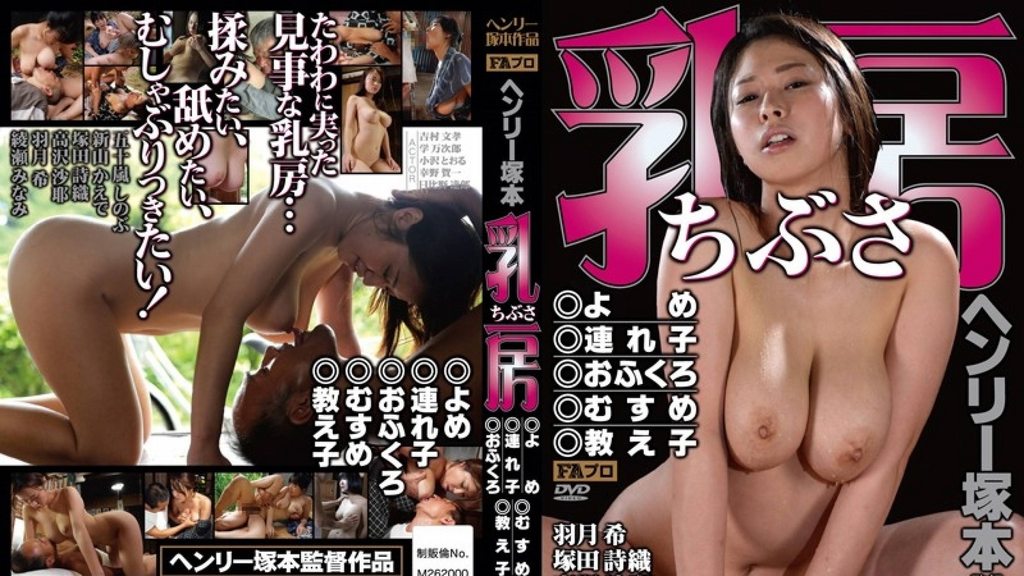 たわわに実った
見事な乳房…
揉みたい、舐めたい、
むしゃぶりつきたい!
五十嵐しのぶ
新山かえで
塚田詩織
高沢沙耶
羽月希
綾瀬みなみ
ACTOR
吉村文孝
学万次郎
小沢とおる
幸野賀一
◎よめ
◎連れ子
◎おふくろ
◎むすめ
◎教え子
ヘンリー塚本監督作品
制販倫No.
M262000
ヘンリー塚本作品
FAプロ
ヘンリー塚本
乳房
ちぶさ
◎よめ
◎連れ子
◎おふくろ
◎むすめ
◎教え子
乳房
ちぶさ
ヘンリー塚本
◎よめ
◎連れ子
◎おふくろ
◎むすめ
◎教え子
FAプロ
DVD
羽月希
塚田詩織